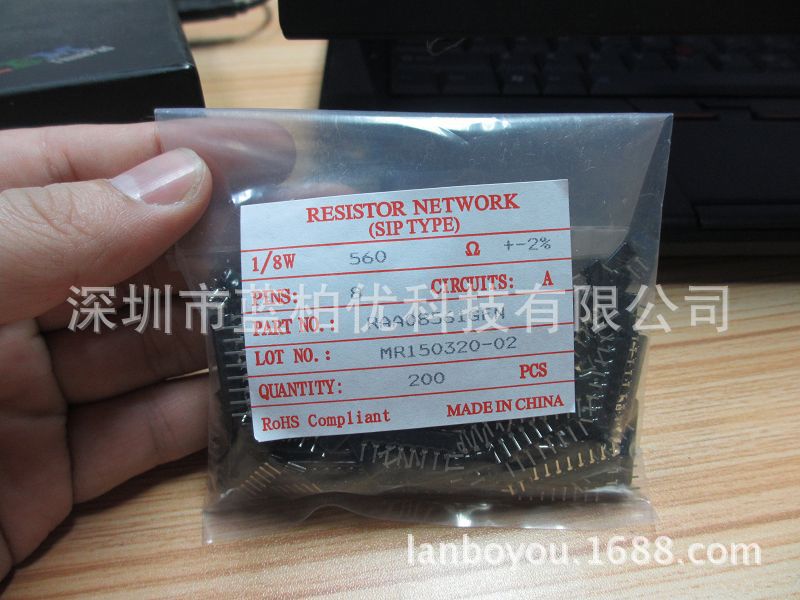 RESISTOR NETWORK
(SIP TYPE)
1/8W 560 Ω +-2%
PINS: 8 CIRCUITS: A
深圳市蓝柏优科技有限公司
PART NO.: RAA08561GFN
LOT NO.: MR150320-02
QUANTITY: 200 PCS
RoHS Compliant MADE IN CHINA
lanboyou.1688.com